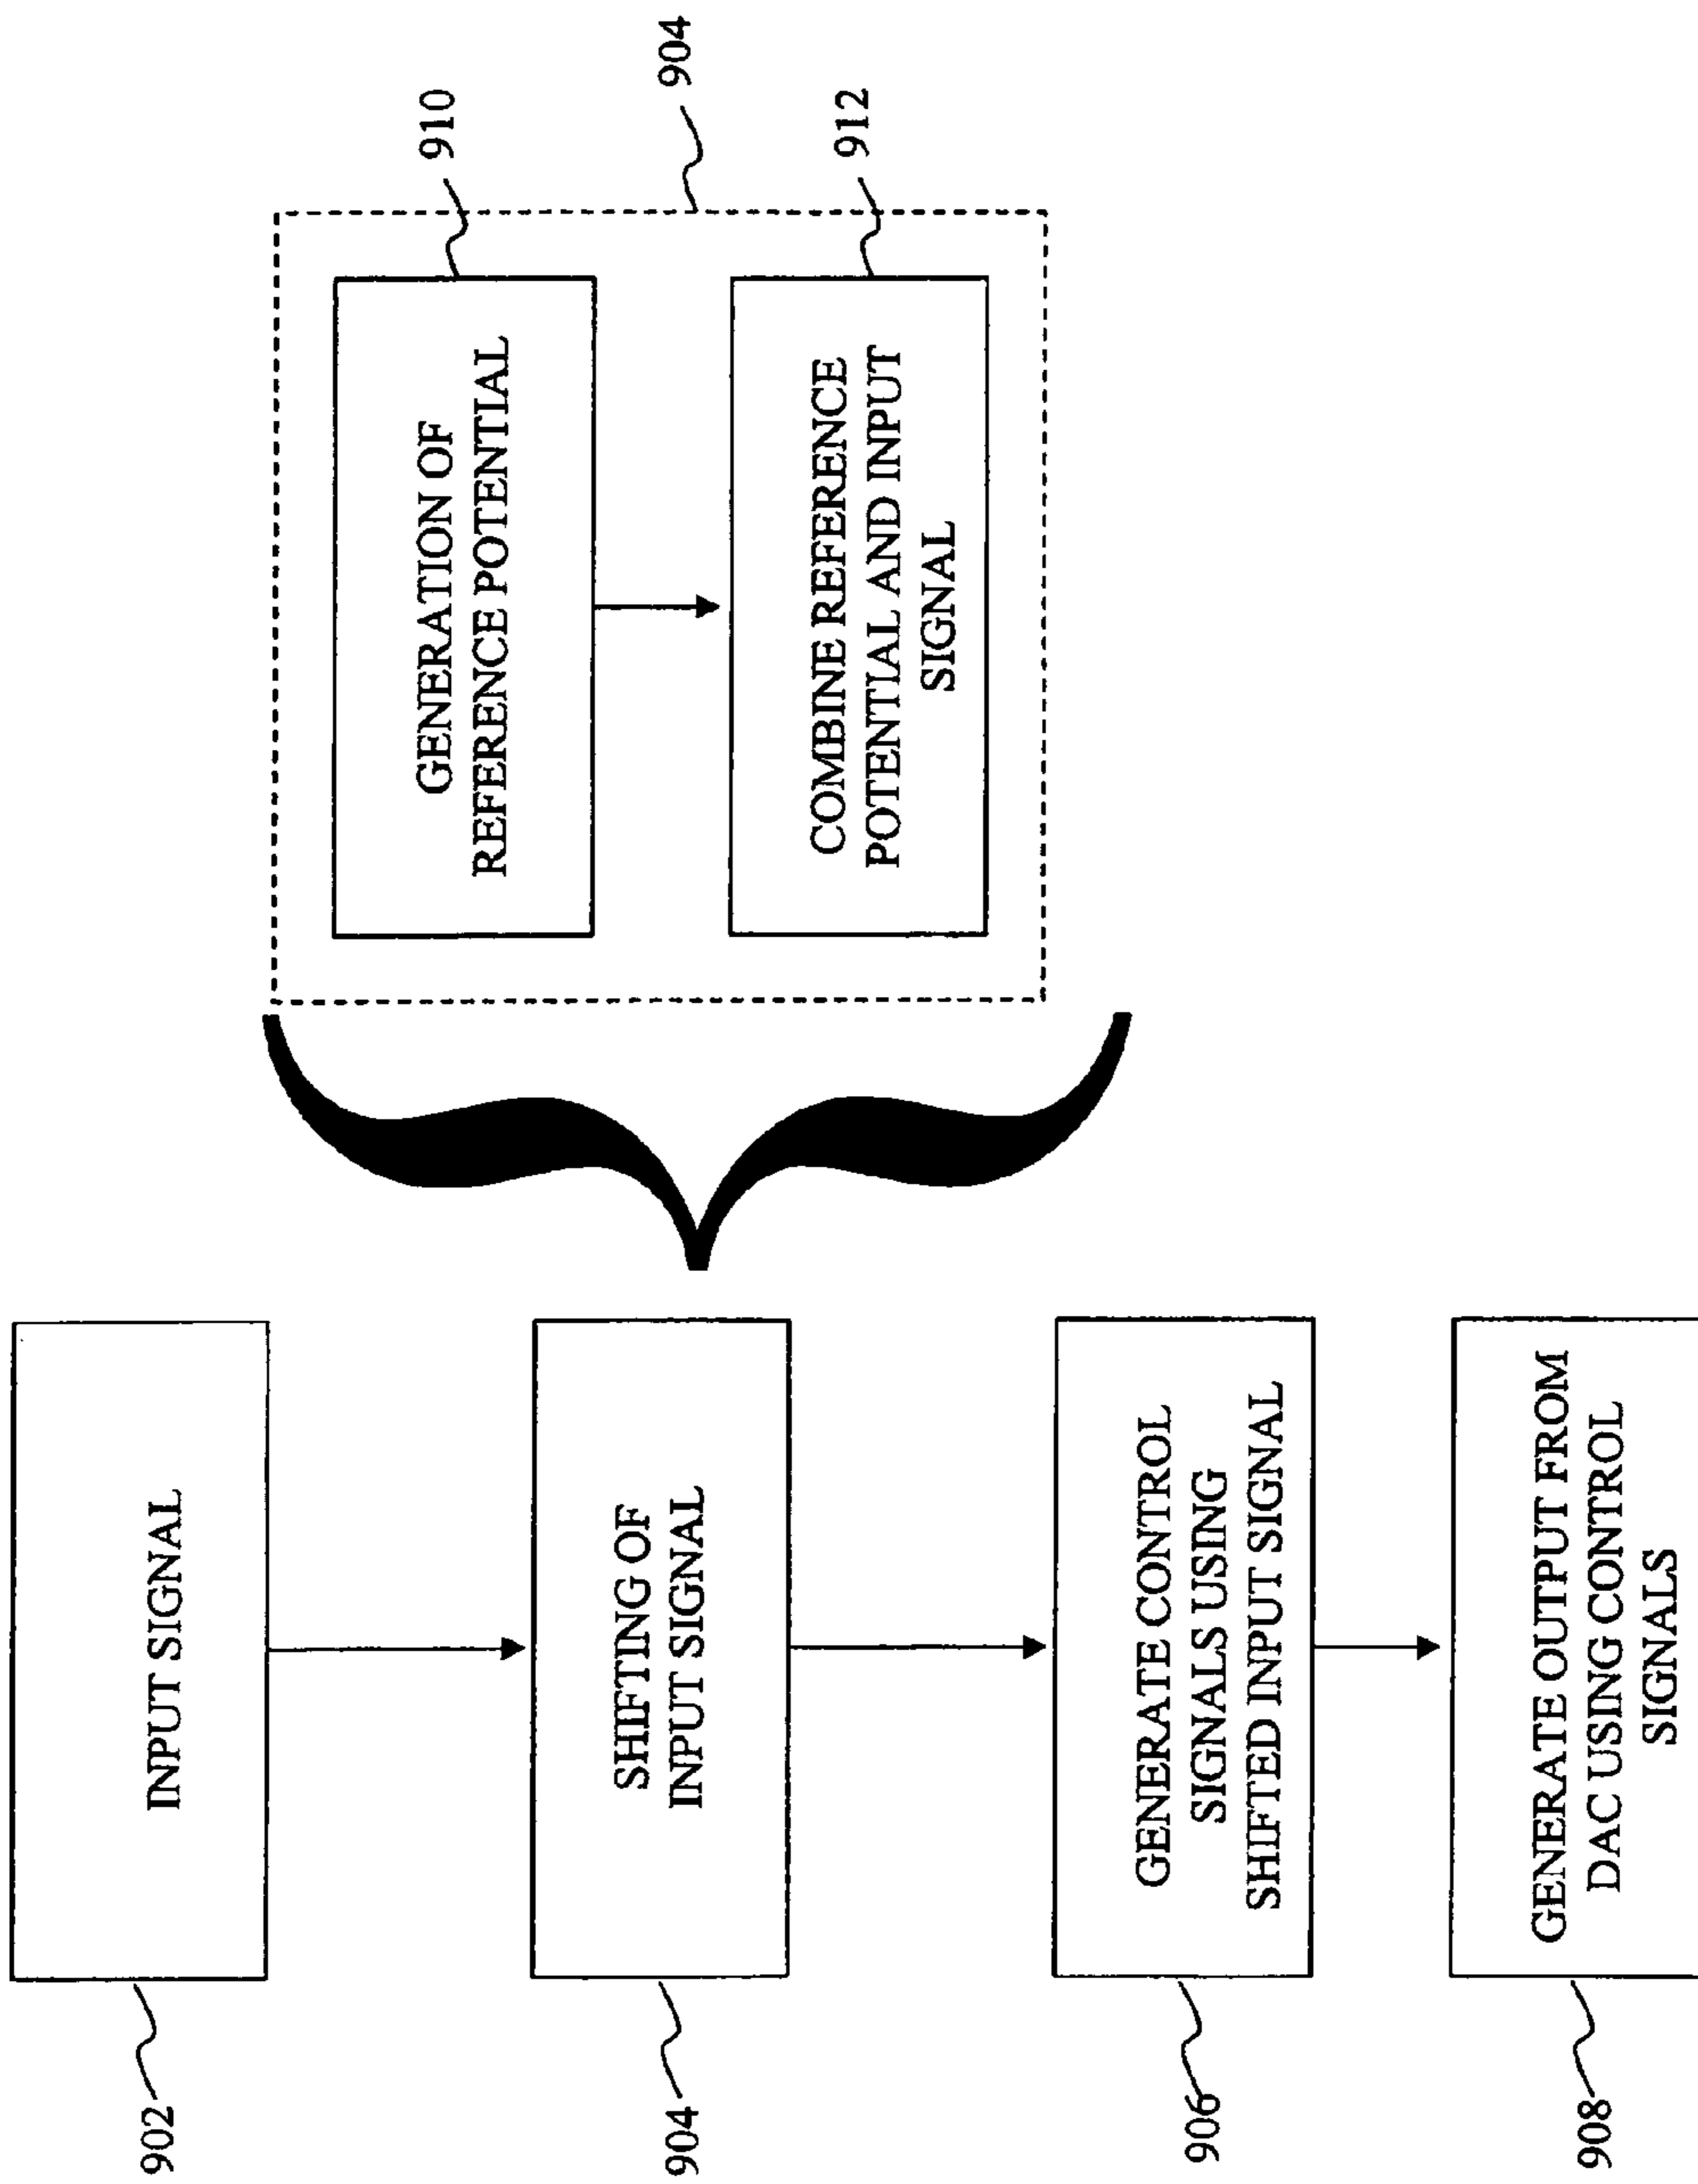 902
INPUT SIGNAL
904
SHIFTING OF
INPUT SIGNAL
906
GENERATE CONTROL
SIGNALS USING
SHIFTED INPUT SIGNAL
908
GENERATE OUTPUT FROM
DAC USING CONTROL
SIGNALS
910
GENERATION OF
REFERENCE POTENTIAL
904
912
COMBINE REFERENCE
POTENTIAL AND INPUT
SIGNAL